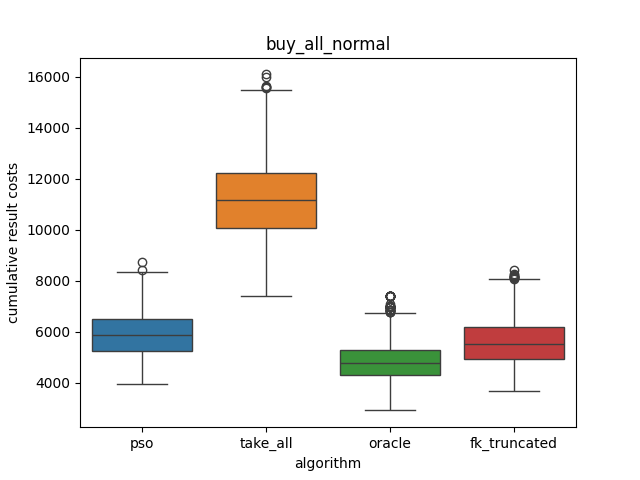 buy_all_normal
cumulative result costs
16000
14000
12000
10000
8000
6000
4000
pso
take_all
oracle
fk_truncated
algorithm